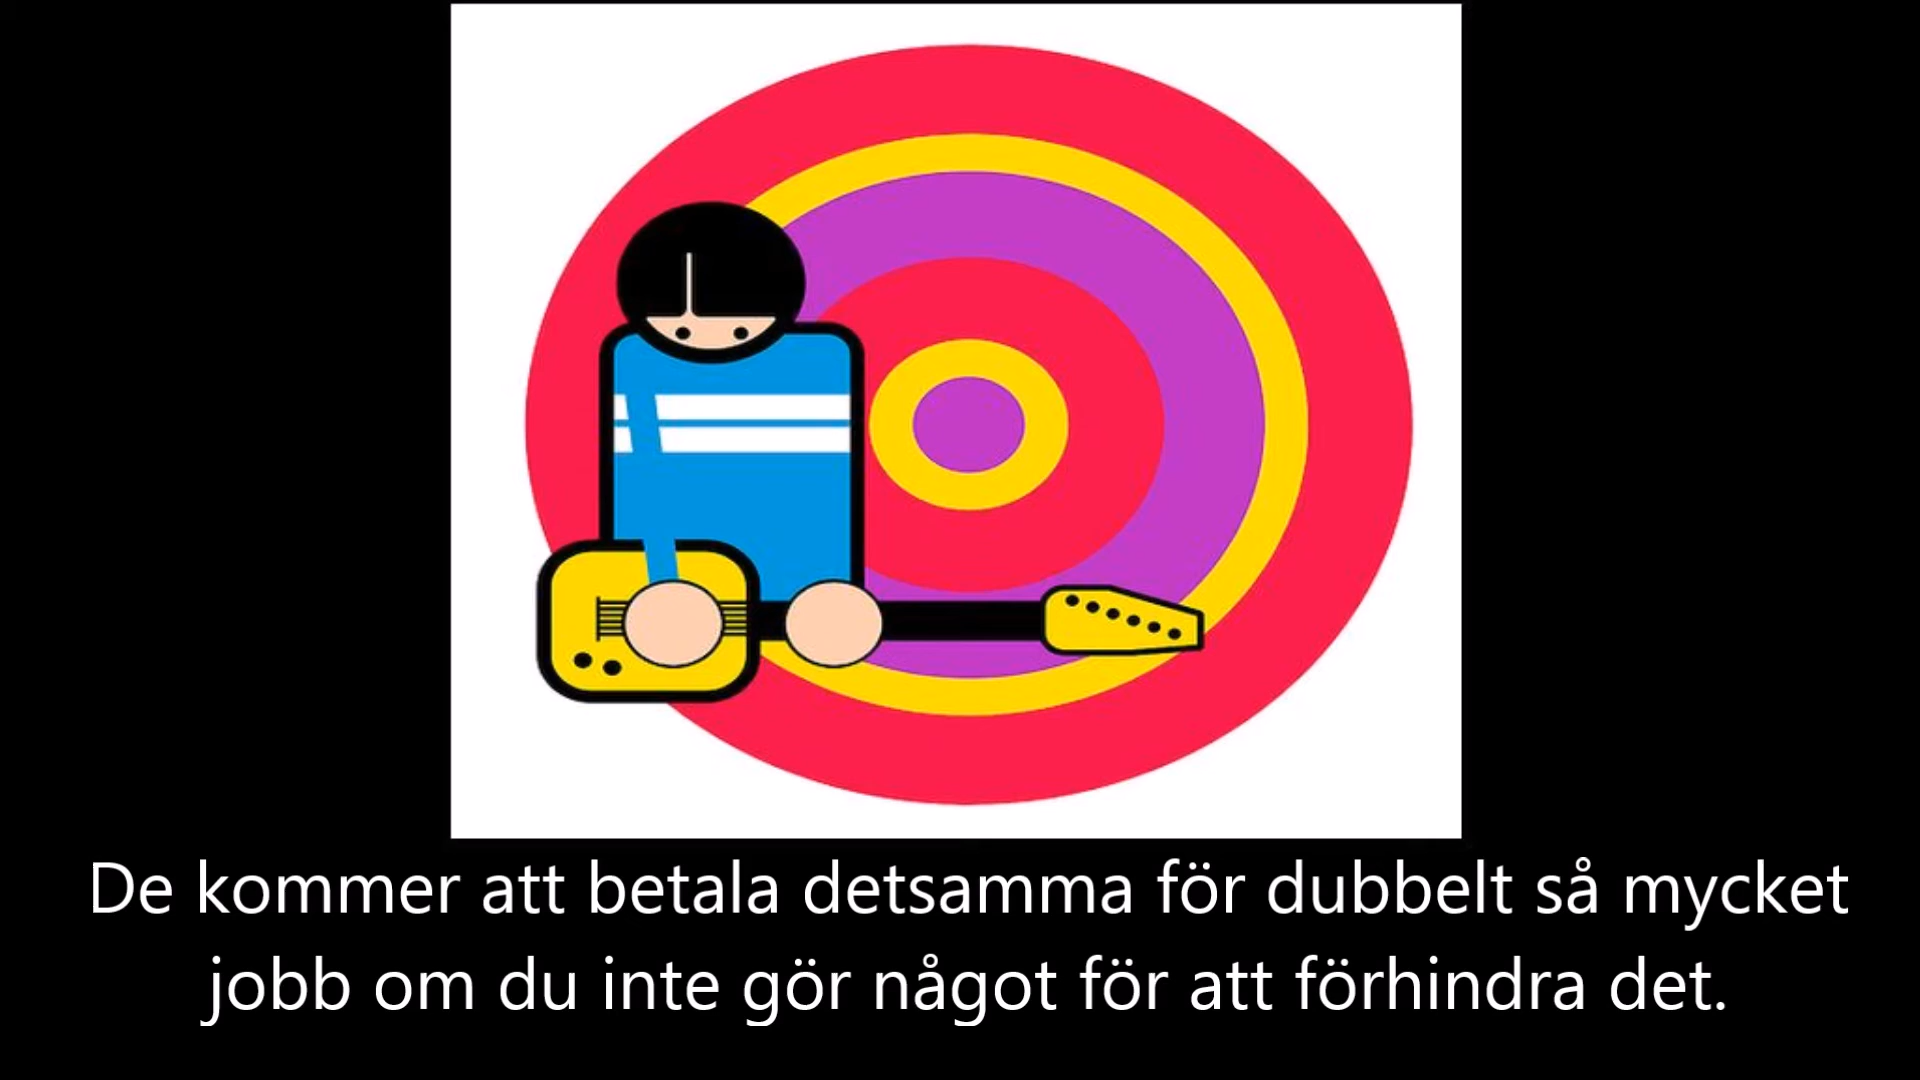 De kommer att betala detsamma för dubbelt så mycket
jobb om du inte gör något för att förhindra det.